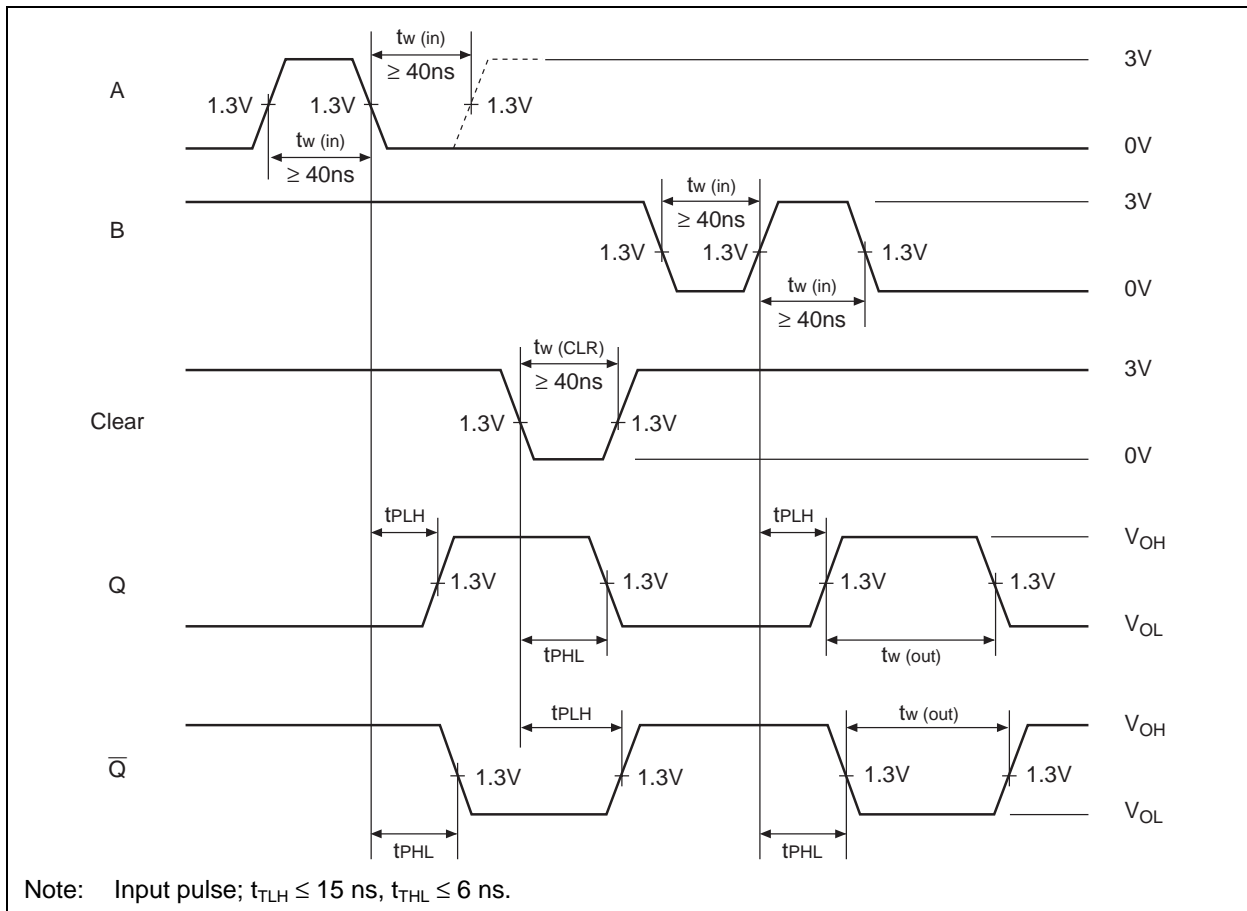 tw (in)
≥ 40ns
3V
A
1.3V
1.3V
1.3V
0V
tw (in)
≥ 40ns
tw (in)
≥ 40ns
3V
B
1.3V
1.3V
1.3V
0V
tw (in)
≥ 40ns
tw (CLR)
≥ 40ns
3V
Clear
1.3V
1.3V
0V
tPLH
tPLH
VOH
Q
1.3V
1.3V
1.3V
1.3V
VOL
tPHL
tw (out)
tPLH
tw (out)
VOH
Q̅
1.3V
1.3V
1.3V
1.3V
VOL
tPHL
tPHL
Note: Input pulse; tTLH ≤ 15 ns, tTHL ≤ 6 ns.